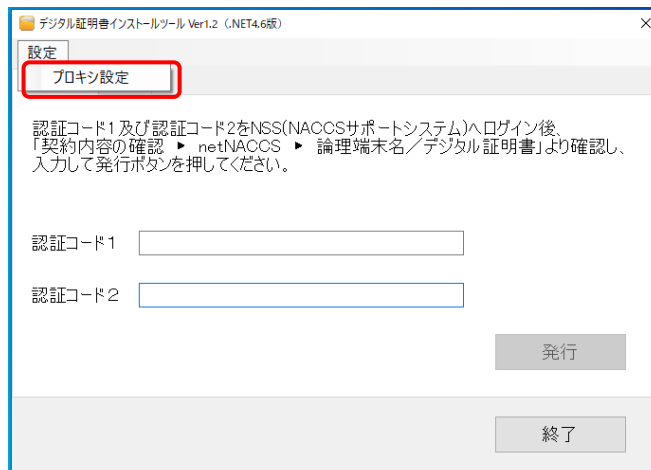 デジタル証明書インストールツール Ver1.2（.NET4.6版）
設定
プロキシ設定
認証コード1及び認証コード2をNSS(NACCSサポートシステム)へログイン後、
「契約内容の確認 ▶ netNACCS ▶ 論理端末名／デジタル証明書」より確認し、
入力して発行ボタンを押してください。
認証コード１
認証コード２
発行
終了